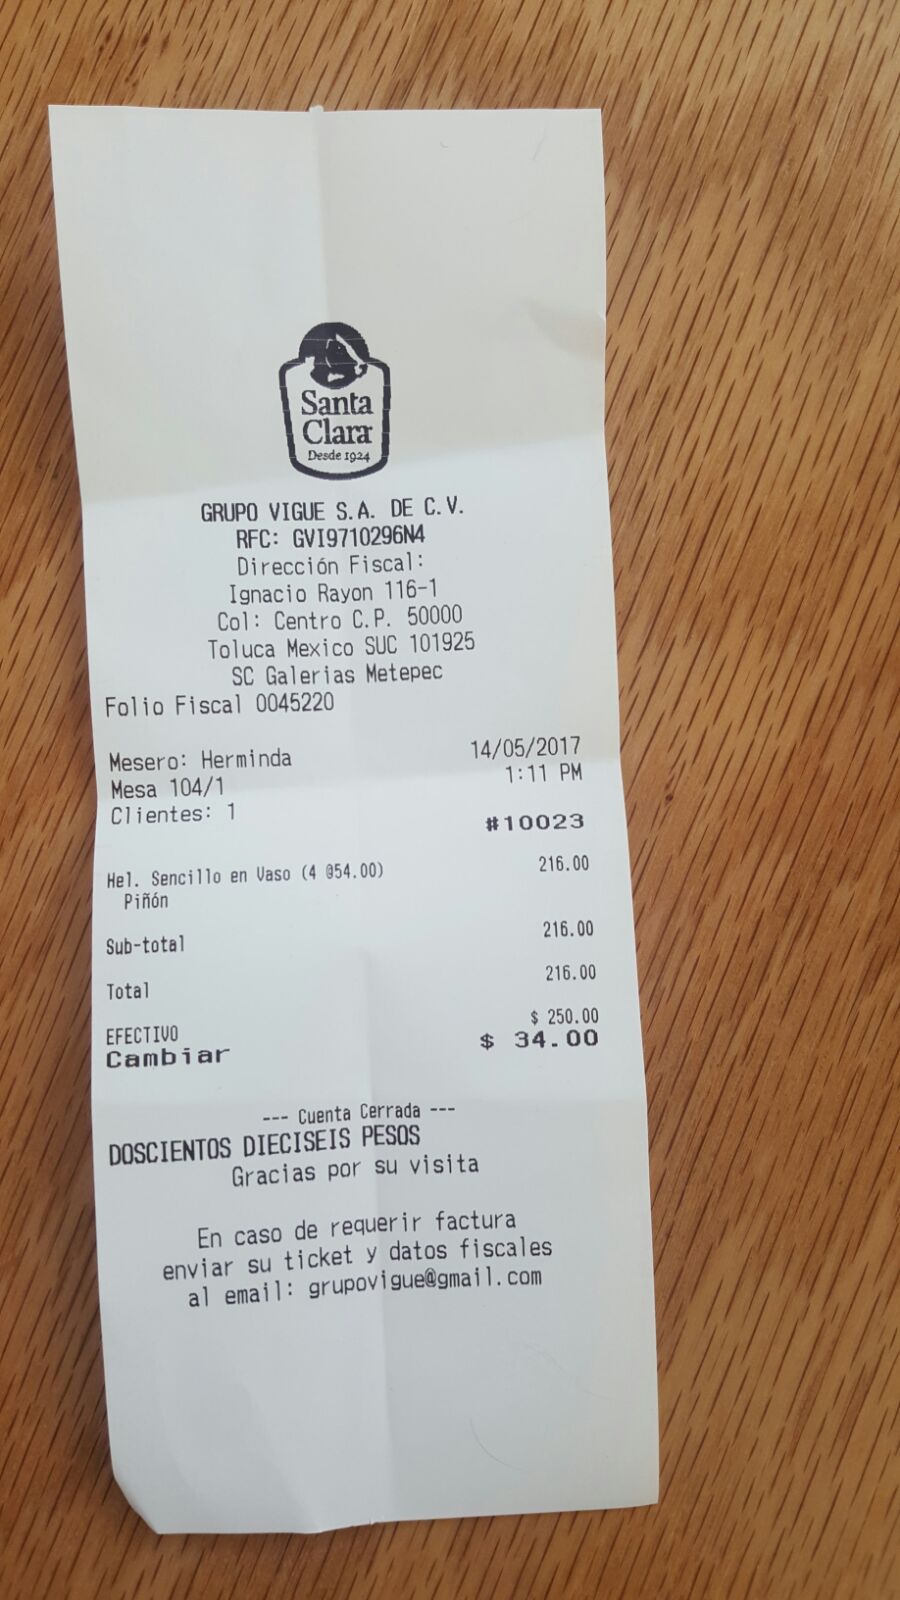 Santa
Clara
Desde 1924
GRUPO VIGUE S.A. DE C.V.
RFC: GVI9710296N4
Dirección Fiscal:
Ignacio Rayon 116-1
Col: Centro C.P. 50000
Toluca Mexico SUC 101925
SC Galerias Metepec
Folio Fiscal 0045220
Mesero: Herminda 14/05/2017
Mesa 104/1 1:11 PM
Clientes: 1
#10023
Hel. Sencillo en Vaso (4 @54.00) 216.00
Piñón
Sub-total 216.00
Total 216.00
EFECTIVO $ 250.00
Cambiar $ 34.00
--- Cuenta Cerrada ---
DOSCIENTOS DIECISEIS PESOS
Gracias por su visita
En caso de requerir factura
enviar su ticket y datos fiscales
al email: grupovigue@gmail.com